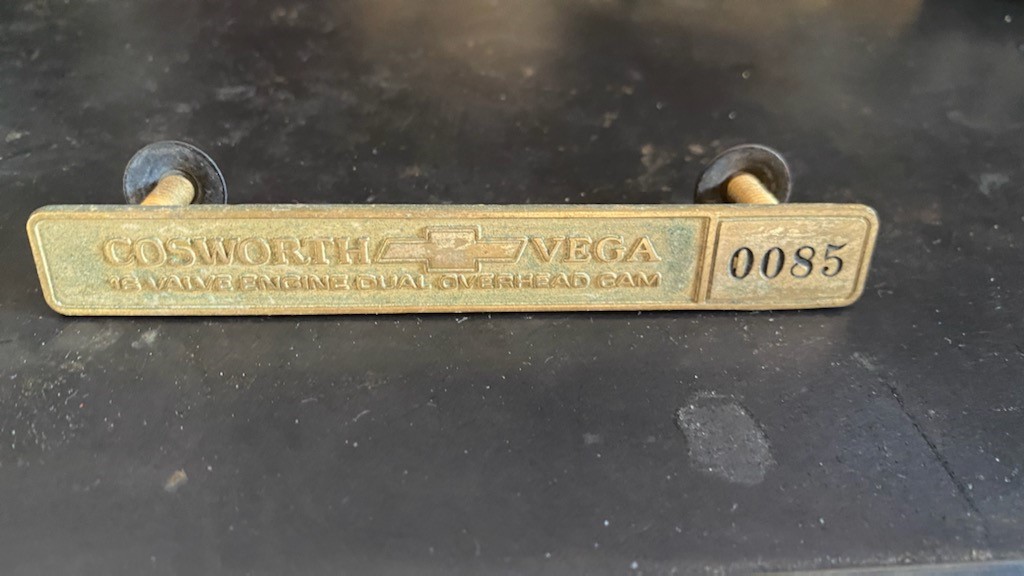 COSWORTH VEGA
16 VALVE ENGINE DUAL OVERHEAD CAM
0085